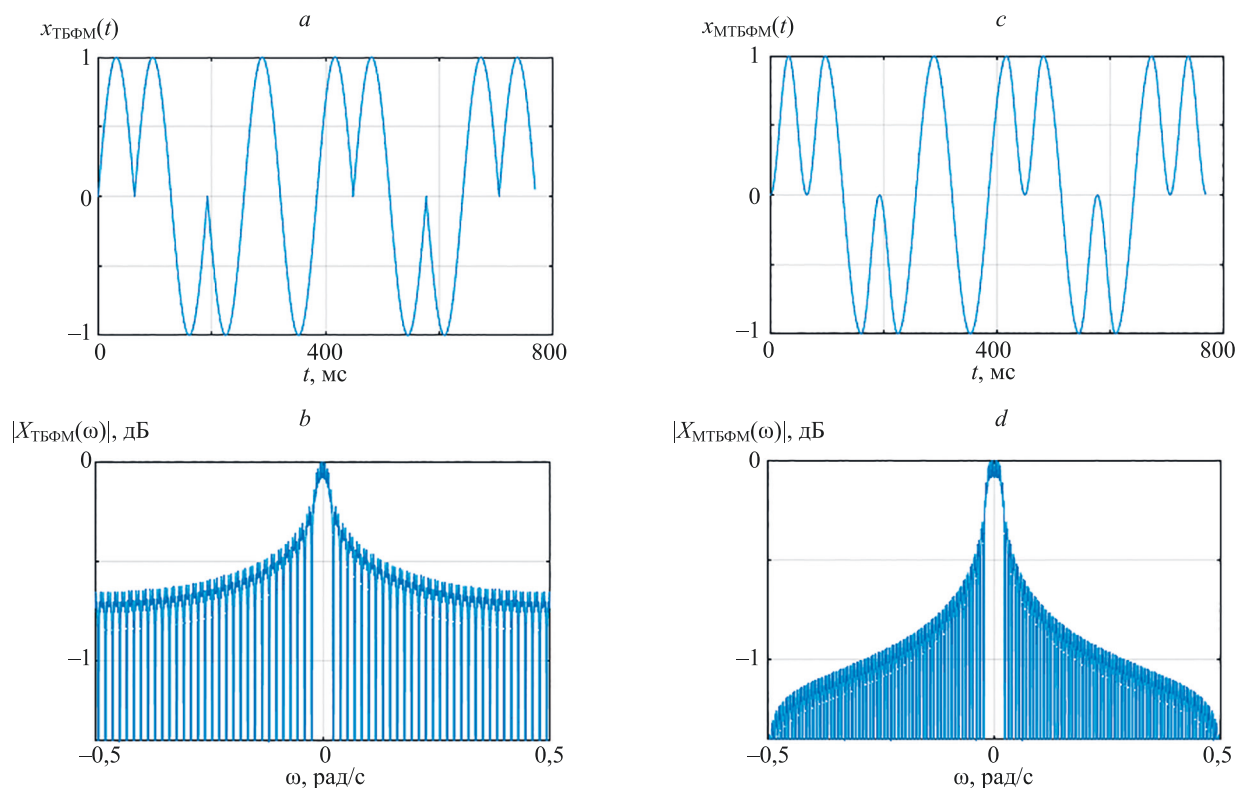 a
x_ТБФМ(t)
1
0
–1
0
400
800
t, мс
c
x_МТБФМ(t)
1
0
–1
0
400
800
t, мс
b
|X_ТБФМ(ω)|, дБ
0
–1
–0,5
0
0,5
ω, рад/с
d
|X_МТБФМ(ω)|, дБ
0
–1
–0,5
0
0,5
ω, рад/с